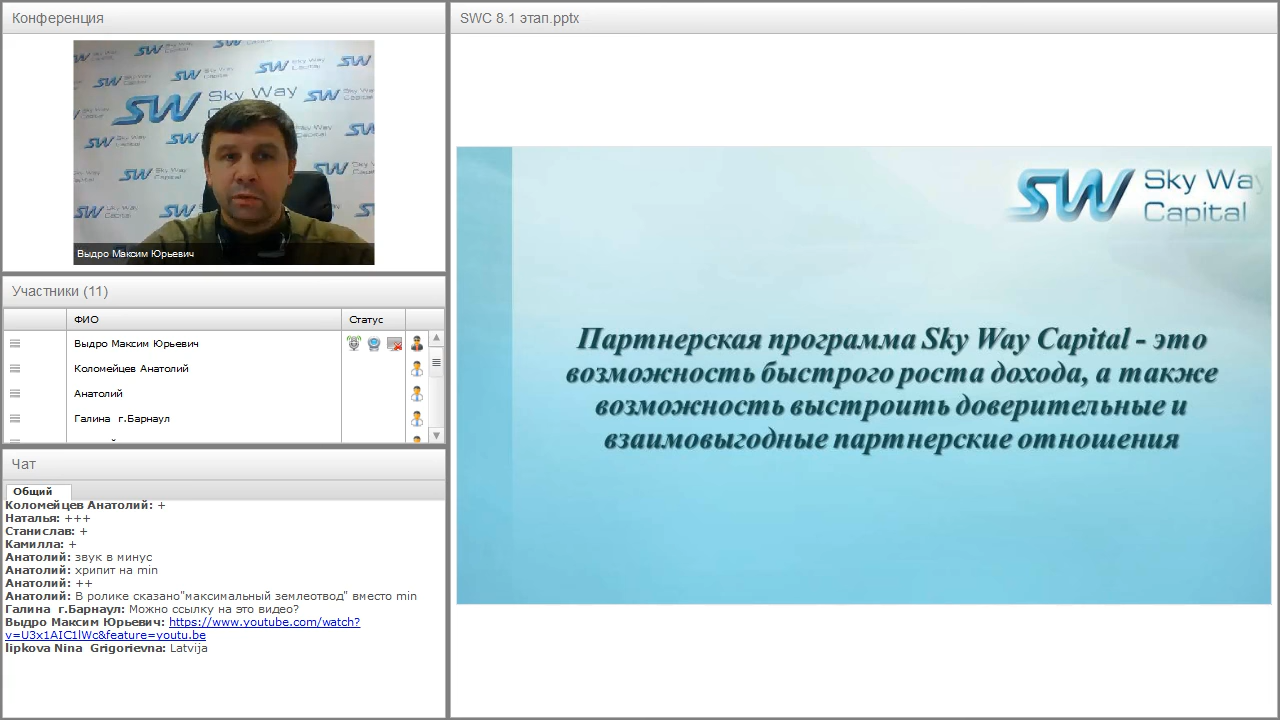 Конференция
SW
Sky Way
Capital
Выдро Максим Юрьевич
Участники (11)
ФИО
Статус
Выдро Максим Юрьевич
Коломейцев Анатолий
Анатолий
Галина г.Барнаул
Чат
Общий
Коломейцев Анатолий: +
Наталья: +++
Станислав: +
Камилла: +
Анатолий: звук в минус
Анатолий: хрипит на min
Анатолий: ++
Анатолий: В ролике сказано"максимальный землеотвод" вместо min
Галина г.Барнаул: Можно ссылку на это видео?
Выдро Максим Юрьевич: https://www.youtube.com/watch?
v=U3x1AIC1lWc&feature=youtu.be
lipkova Nina Grigorievna: Latvija
SWC 8.1 этап.pptx
SW Sky Way
Capital
Партнерская программа Sky Way Capital - это
возможность быстрого роста дохода, а также
возможность выстроить доверительные и
взаимовыгодные партнерские отношения